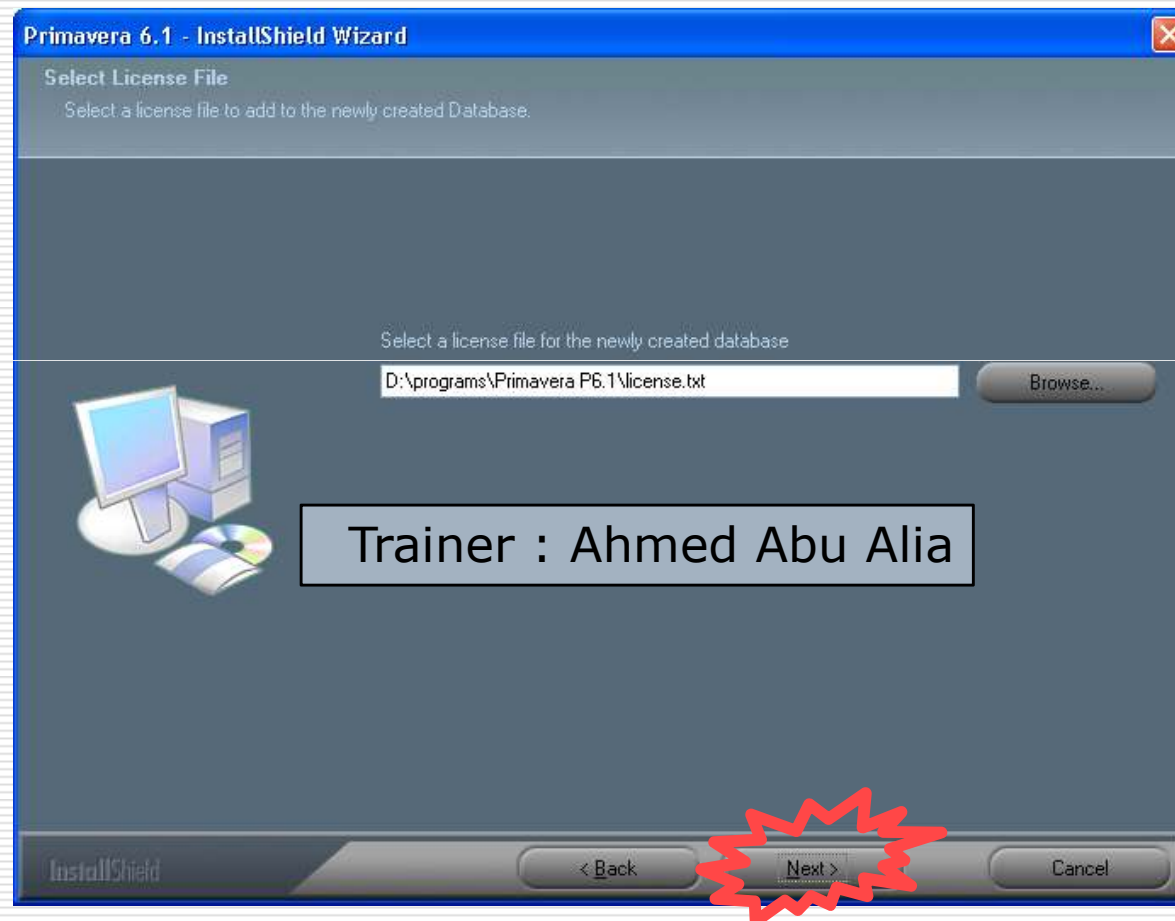 Primavera 6.1 - InstallShield Wizard
Select License File
Select a license file to add to the newly created Database.
Select a license file for the newly created database
D:\programs\Primavera P6.1\license.txt
Browse...
Trainer : Ahmed Abu Alia
InstallShield
< Back
Next >
Cancel